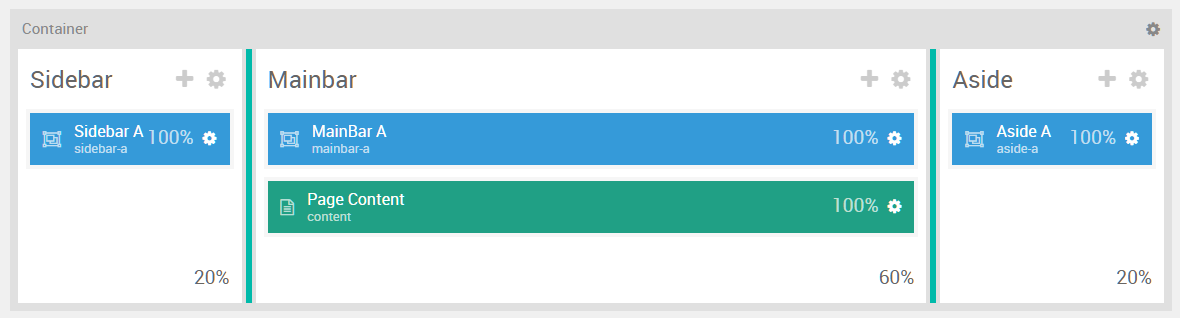 Container
Sidebar
Sidebar A 100%
sidebar-a
20%
Mainbar
MainBar A 100%
mainbar-a
Page Content 100%
content
60%
Aside
Aside A 100%
aside-a
20%